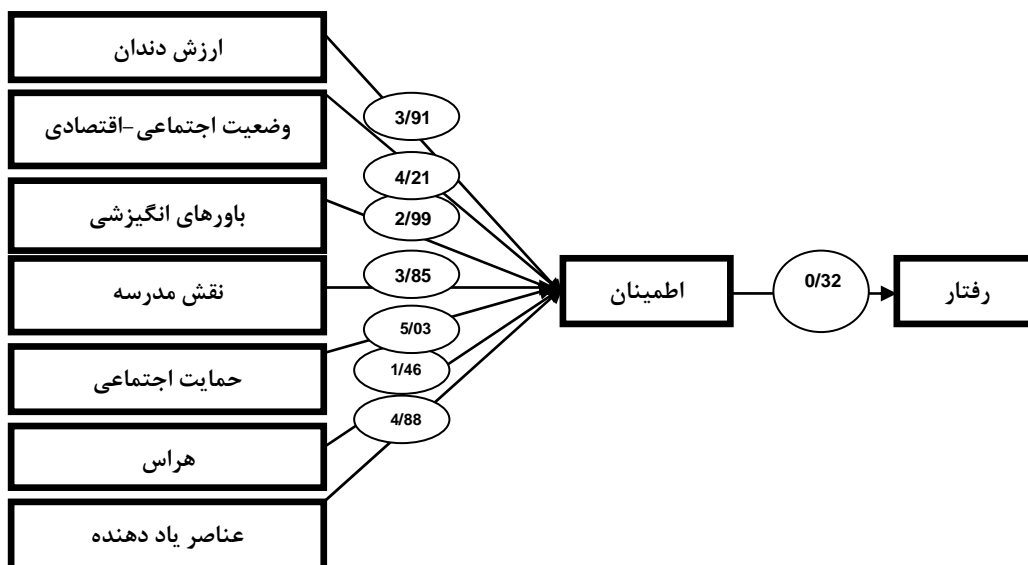 ارزش دندان
وضعیت اجتماعی-اقتصادی
باورهای انگیزشی
نقش مدرسه
حمایت اجتماعی
هراس
عناصر یاد دهنده
3/91
4/21
2/99
3/85
5/03
1/46
4/88
اطمینان
0/32
رفتار